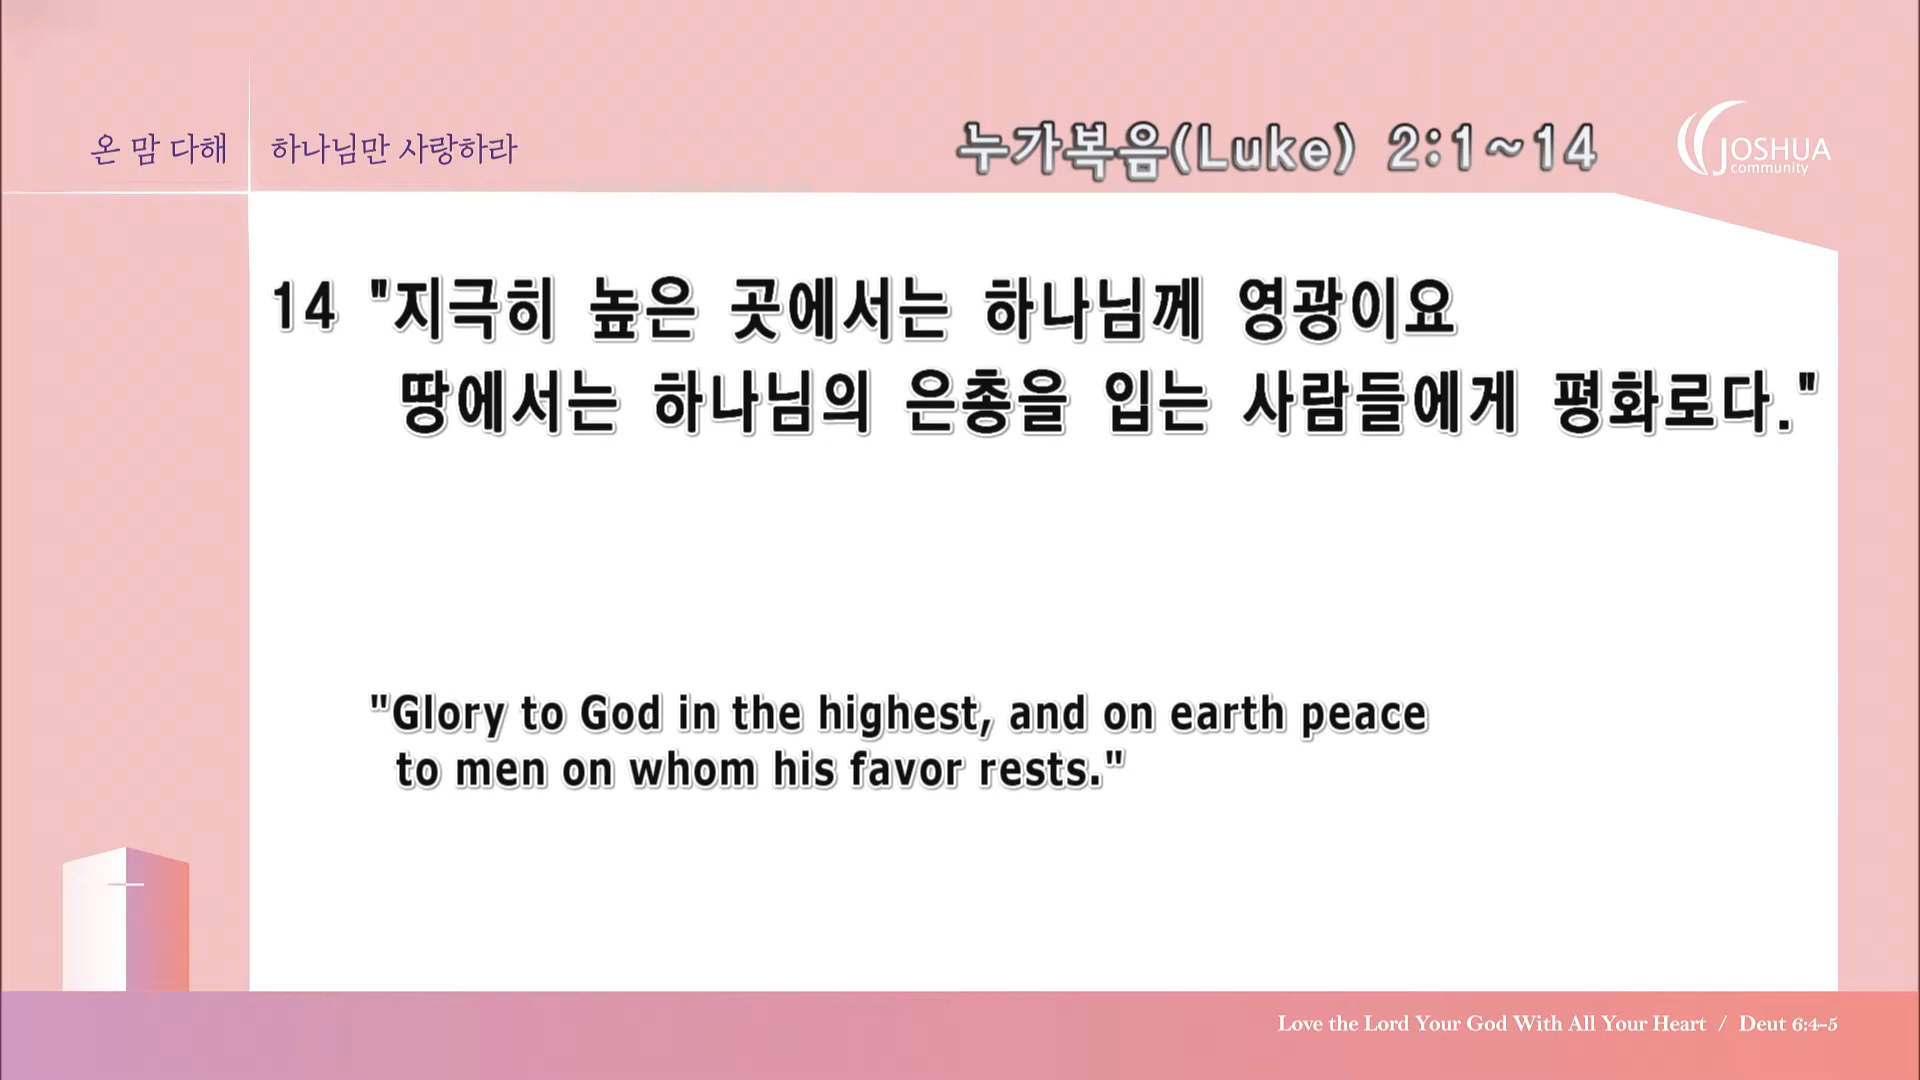 온 맘 다해 하나님만 사랑하라
누가복음(Luke) 2:1~14
JOSHUA
community
14 "지극히 높은 곳에서는 하나님께 영광이요
땅에서는 하나님의 은총을 입는 사람들에게 평화로다."
"Glory to God in the highest, and on earth peace
to men on whom his favor rests."
Love the Lord Your God With All Your Heart / Deut 6:4-5